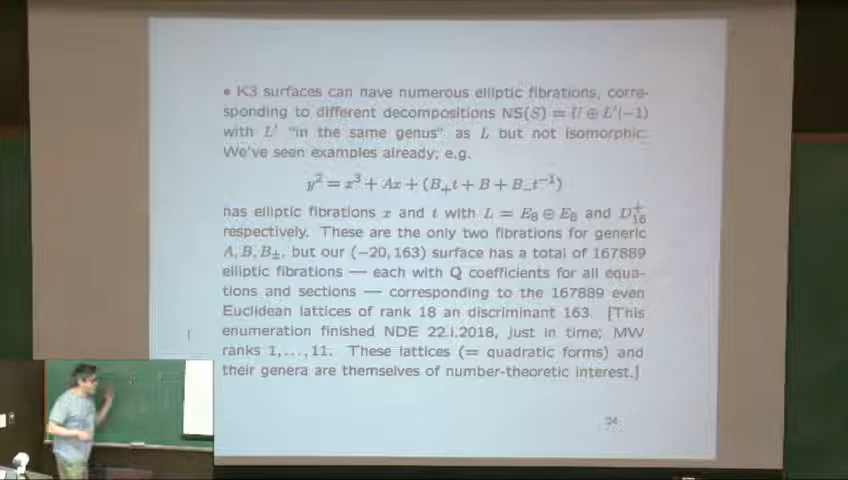 • K3 surfaces can have numerous elliptic fibrations, corre-
sponding to different decompositions NS(S) = U ⊕ L′(−1)
with L′ "in the same genus" as L but not isomorphic.
We've seen examples already; e.g.
y² = x³ + Ax + (B₊t + B + B₋t⁻¹)
has elliptic fibrations x and t with L = E₈ ⊕ E₈ and D₁₆⁺
respectively. These are the only two fibrations for generic
A, B, B±, but our (−20, 163) surface has a total of 167889
elliptic fibrations — each with Q coefficients for all equa-
tions and sections — corresponding to the 167889 even
Euclidean lattices of rank 18 an discriminant 163. [This
enumeration finished NDE 22.i.2018, just in time; MW
ranks 1,...,11. These lattices (= quadratic forms) and
their genera are themselves of number-theoretic interest.]
24